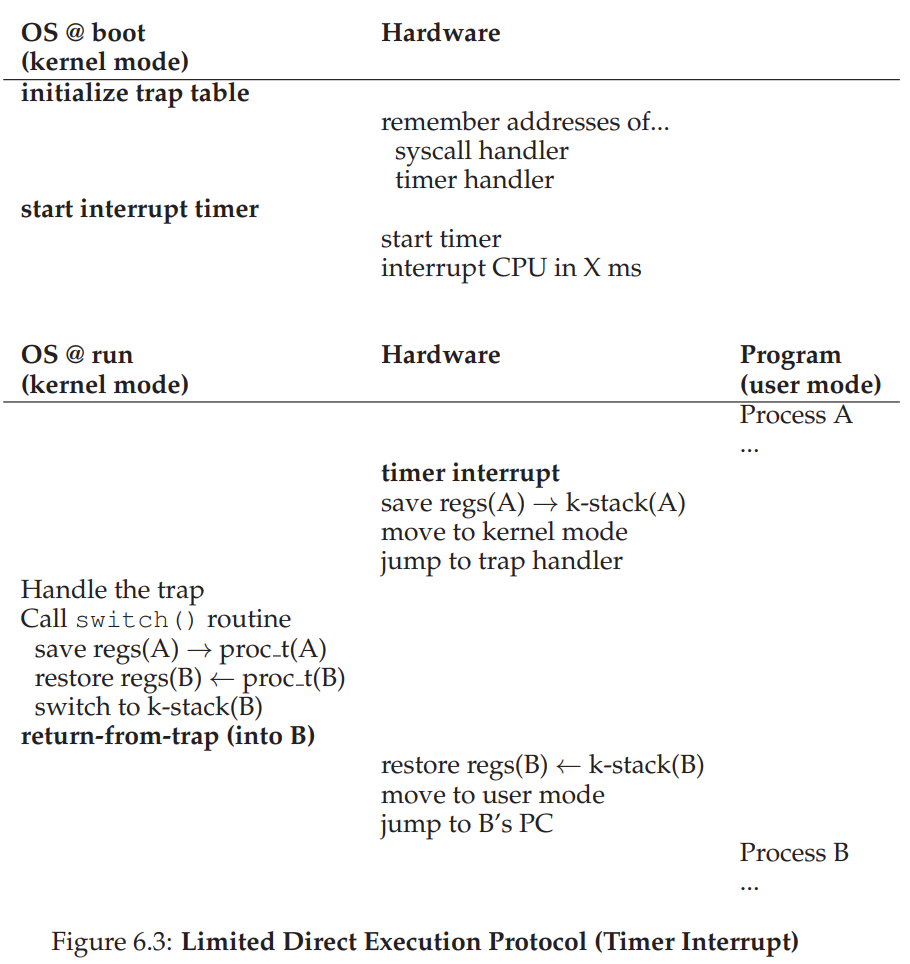 OS @ boot Hardware
(kernel mode)
initialize trap table
remember addresses of...
syscall handler
timer handler
start interrupt timer
start timer
interrupt CPU in X ms
OS @ run Hardware Program
(kernel mode) (user mode)
Process A
...
timer interrupt
save regs(A) → k-stack(A)
move to kernel mode
jump to trap handler
Handle the trap
Call switch() routine
save regs(A) → proc_t(A)
restore regs(B) ← proc_t(B)
switch to k-stack(B)
return-from-trap (into B)
restore regs(B) ← k-stack(B)
move to user mode
jump to B's PC
Process B
...
Figure 6.3: Limited Direct Execution Protocol (Timer Interrupt)